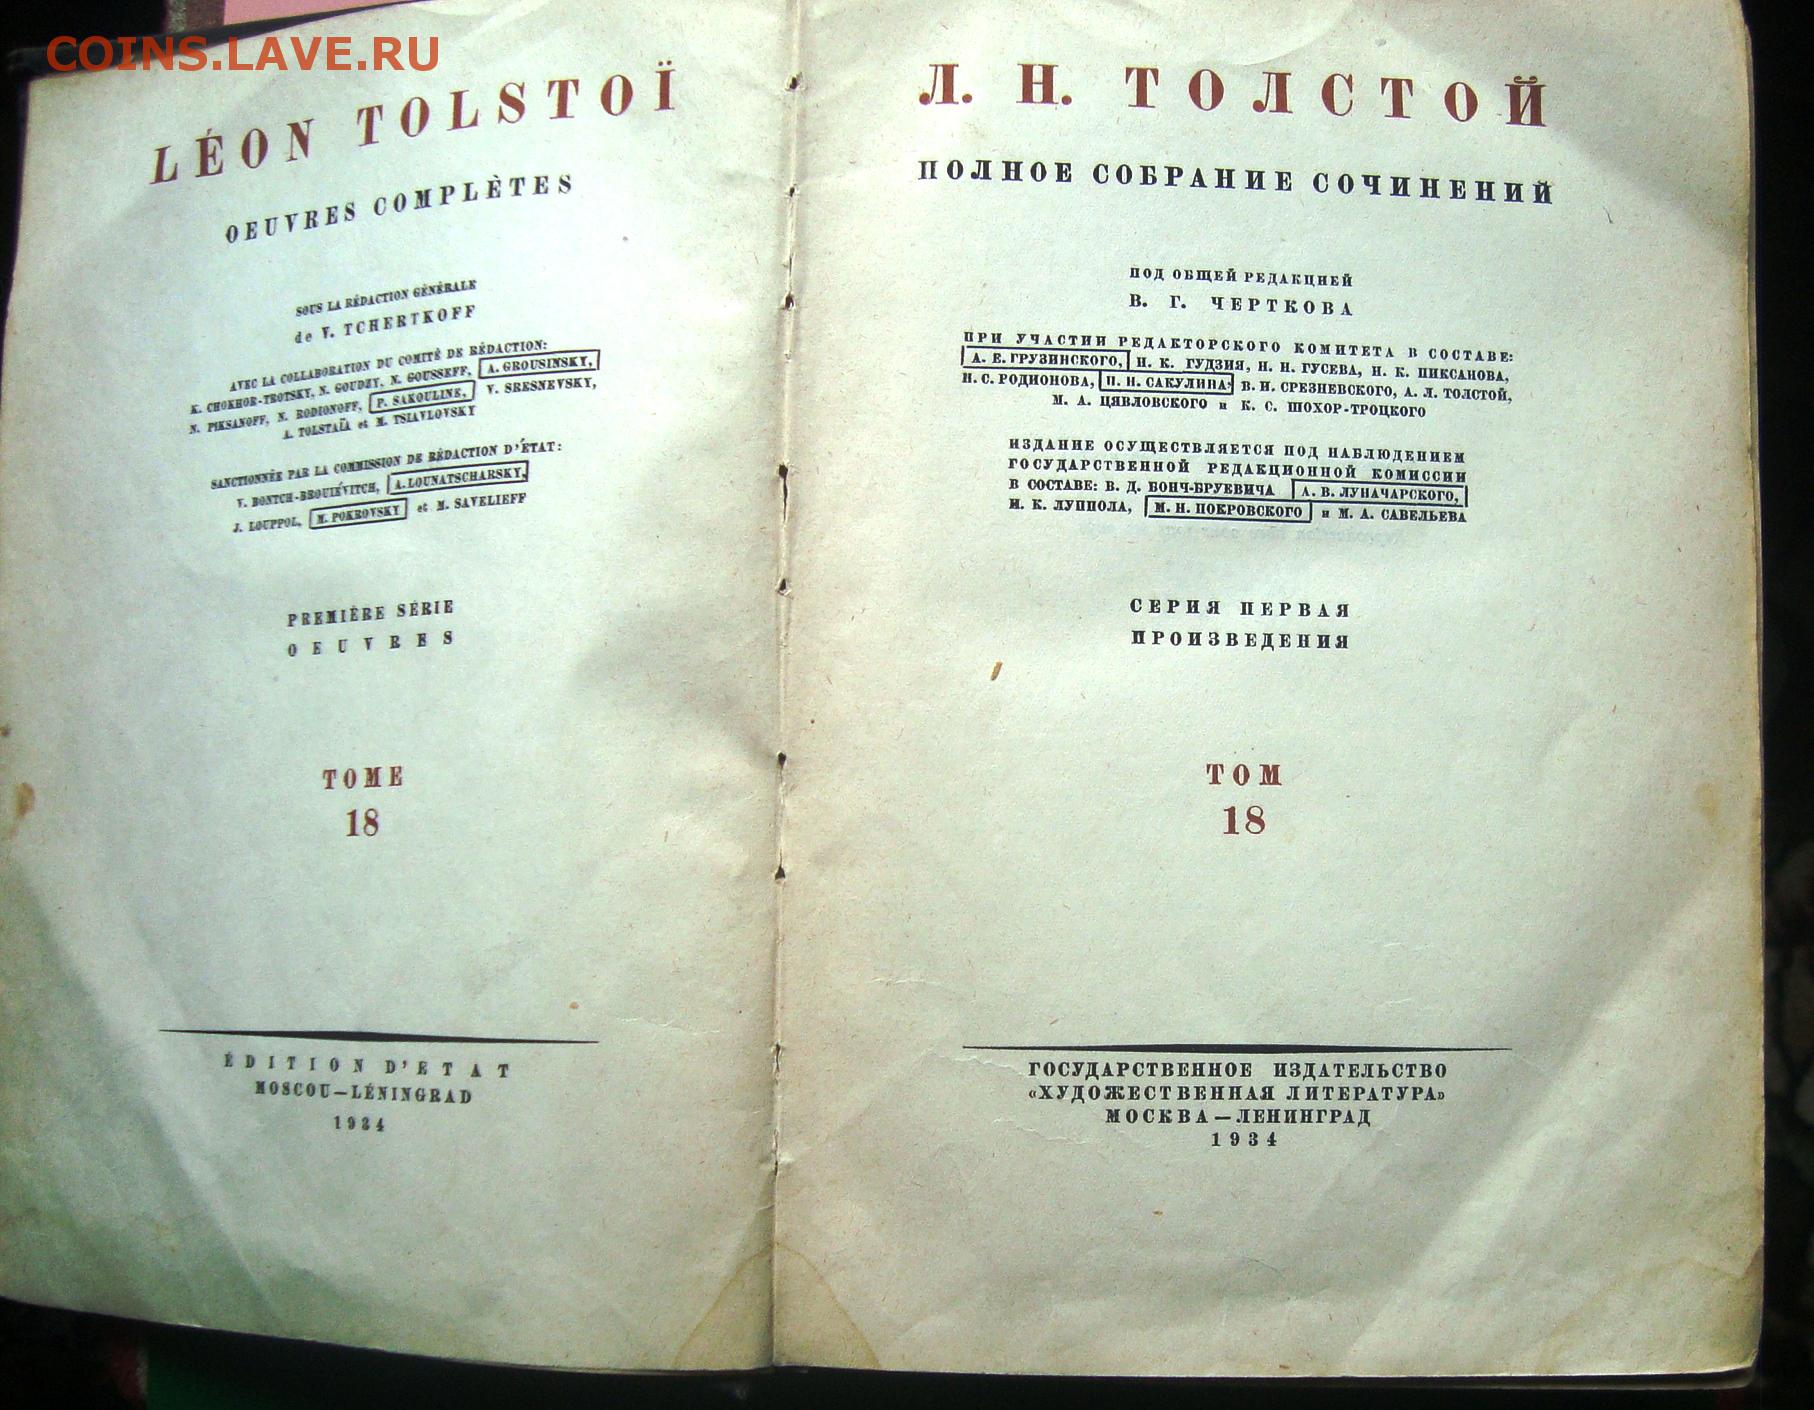 COINS.LAVE.RU
LÉON TOLSTOÏ
OEUVRES COMPLÈTES
SOUS LA RÉDACTION GÉNÉRALE
de V. TCHERTKOFF
AVEC LA COLLABORATION DU COMITÉ DE RÉDACTION:
K. CHOKHOR-TROTSKY, N. GOUDZY, N. GOUSSEFF, A. GROUSINSKY,
N. PIKSANOFF, N. RODIONOFF, P. SAKOULINE, V. SRESNEVSKY,
A. TOLSTAÏA et M. TSIAVLOVSKY
SANCTIONNÉE PAR LA COMMISSION DE RÉDACTION D'ÉTAT:
V. BONTCH-BROUIÉVITCH, A. LOUNATSCHARSKY,
J. LOUPPOL, M. POKROVSKY et M. SAVELIEFF
PREMIÈRE SÉRIE
OEUVRES
TOME
18
ÉDITION D'ETAT
MOSCOU—LÉNINGRAD
1934
Л. Н. ТОЛСТОЙ
ПОЛНОЕ СОБРАНИЕ СОЧИНЕНИЙ
ПОД ОБЩЕЙ РЕДАКЦИЕЙ
В. Г. ЧЕРТКОВА
ПРИ УЧАСТИИ РЕДАКТОРСКОГО КОМИТЕТА В СОСТАВЕ:
А. Е. ГРУЗИНСКОГО, Н. К. ГУДЗИЯ, Н. Н. ГУСЕВА, Н. К. ПИКСАНОВА,
Н. С. РОДИОНОВА, П. Н. САКУЛИНА, В. И. СРЕЗНЕВСКОГО, А. Л. ТОЛСТОЙ,
М. А. ЦЯВЛОВСКОГО и К. С. ШОХОР-ТРОЦКОГО
ИЗДАНИЕ ОСУЩЕСТВЛЯЕТСЯ ПОД НАБЛЮДЕНИЕМ
ГОСУДАРСТВЕННОЙ РЕДАКЦИОННОЙ КОМИССИИ
В СОСТАВЕ: В. Д. БОНЧ-БРУЕВИЧА А. В. ЛУНАЧАРСКОГО,
И. К. ЛУППОЛА, М. Н. ПОКРОВСКОГО и М. А. САВЕЛЬЕВА
СЕРИЯ ПЕРВАЯ
ПРОИЗВЕДЕНИЯ
ТОМ
18
ГОСУДАРСТВЕННОЕ ИЗДАТЕЛЬСТВО
«ХУДОЖЕСТВЕННАЯ ЛИТЕРАТУРА»
МОСКВА—ЛЕНИНГРАД
1934